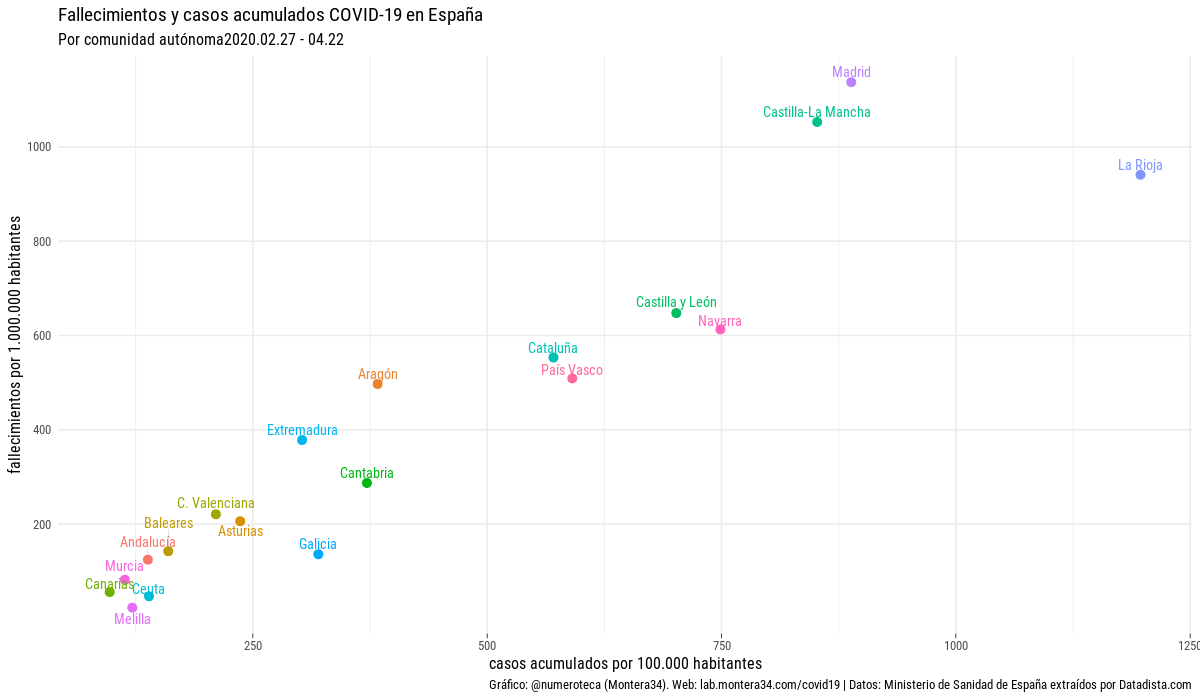 Fallecimientos y casos acumulados COVID-19 en España
Por comunidad autónoma2020.02.27 - 04.22
Madrid
Castilla-La Mancha
La Rioja
Castilla y León
Navarra
Cataluña
País Vasco
Aragón
Extremadura
Cantabria
C. Valenciana
Baleares
Asturias
Andalucía
Galicia
Murcia
Canarias
Ceuta
Melilla
fallecimientos por 1.000.000 habitantes
1000
800
600
400
200
250
500
750
1000
1250
casos acumulados por 100.000 habitantes
Gráfico: @numeroteca (Montera34). Web: lab.montera34.com/covid19 | Datos: Ministerio de Sanidad de España extraídos por Datadista.com